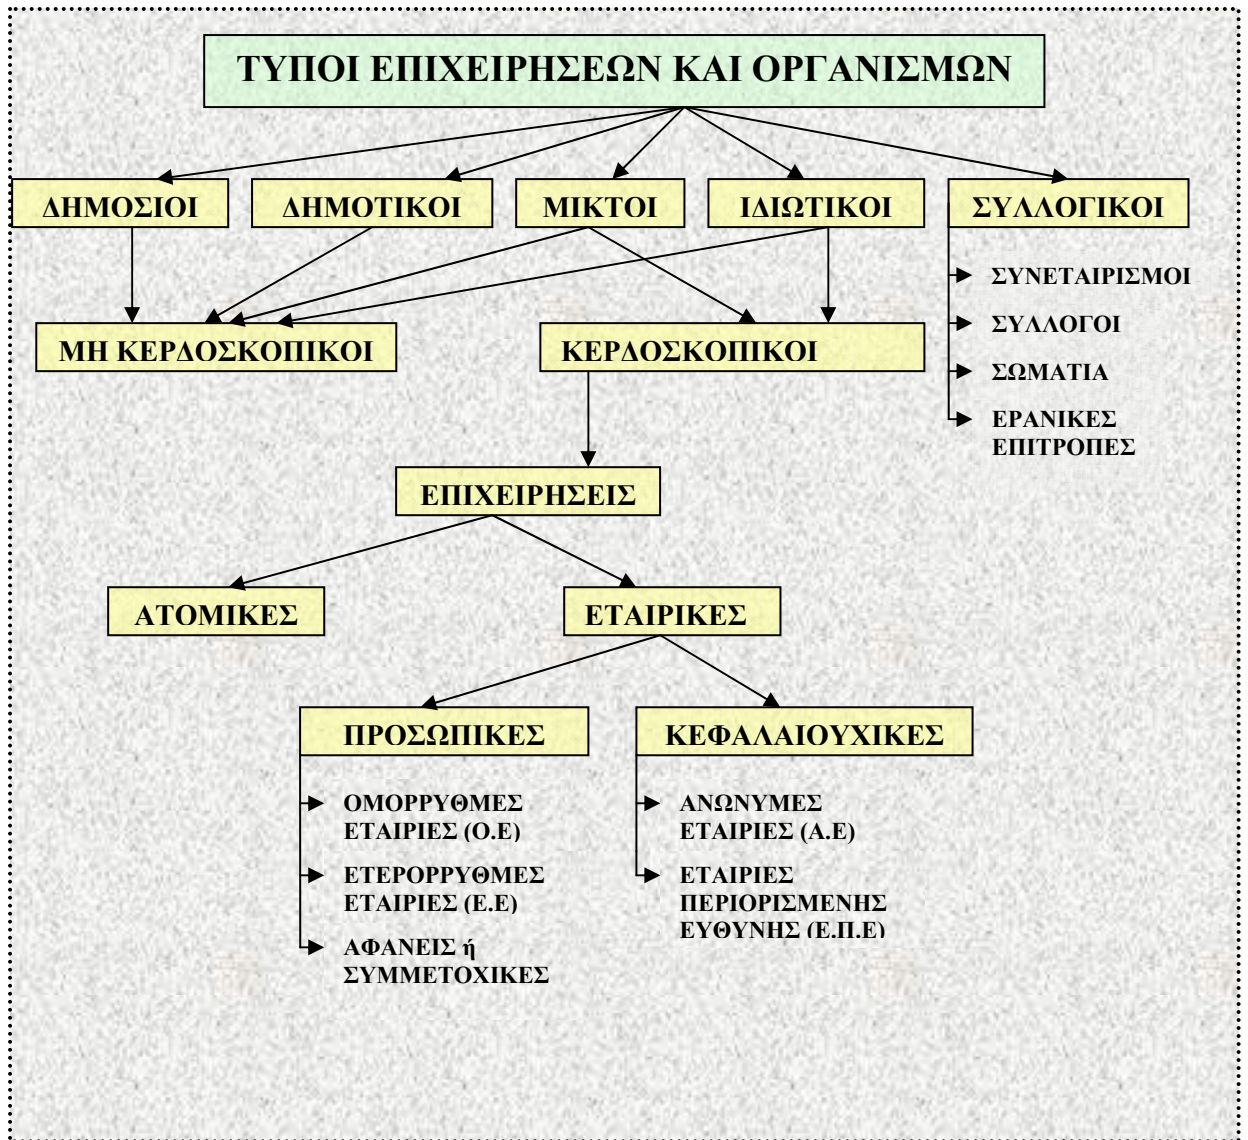 ΤΥΠΟΙ ΕΠΙΧΕΙΡΗΣΕΩΝ ΚΑΙ ΟΡΓΑΝΙΣΜΩΝ
ΔΗΜΟΣΙΟΙ
ΔΗΜΟΤΙΚΟΙ
ΜΙΚΤΟΙ
ΙΔΙΩΤΙΚΟΙ
ΣΥΛΛΟΓΙΚΟΙ
ΣΥΝΕΤΑΙΡΙΣΜΟΙ
ΣΥΛΛΟΓΟΙ
ΣΩΜΑΤΙΑ
ΕΡΑΝΙΚΕΣ
ΕΠΙΤΡΟΠΕΣ
ΜΗ ΚΕΡΔΟΣΚΟΠΙΚΟΙ
ΚΕΡΔΟΣΚΟΠΙΚΟΙ
ΕΠΙΧΕΙΡΗΣΕΙΣ
ΑΤΟΜΙΚΕΣ
ΕΤΑΙΡΙΚΕΣ
ΠΡΟΣΩΠΙΚΕΣ
ΟΜΟΡΡΥΘΜΕΣ
ΕΤΑΙΡΙΕΣ (Ο.Ε)
ΕΤΕΡΟΡΡΥΘΜΕΣ
ΕΤΑΙΡΙΕΣ (Ε.Ε)
ΑΦΑΝΕΙΣ ή
ΣΥΜΜΕΤΟΧΙΚΕΣ
ΚΕΦΑΛΑΙΟΥΧΙΚΕΣ
ΑΝΩΝΥΜΕΣ
ΕΤΑΙΡΙΕΣ (Α.Ε)
ΕΤΑΙΡΙΕΣ
ΠΕΡΙΟΡΙΣΜΕΝΗΣ
ΕΥΘΥΝΗΣ (Ε.Π.Ε)